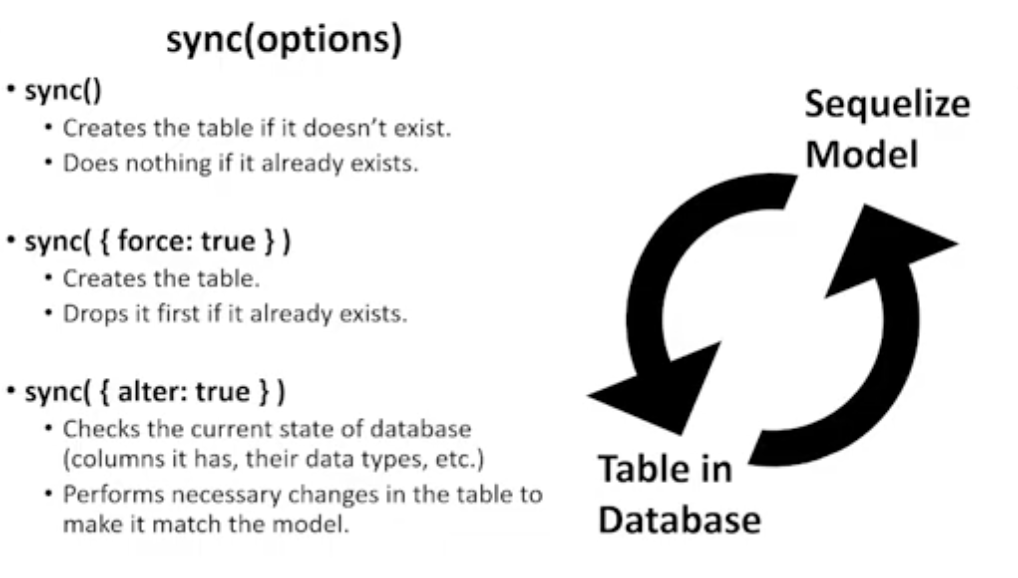 sync(options)
• sync()
• Creates the table if it doesn't exist.
• Does nothing if it already exists.
• sync( { force: true } )
• Creates the table.
• Drops it first if it already exists.
• sync( { alter: true } )
• Checks the current state of database
(columns it has, their data types, etc.)
• Performs necessary changes in the table to
make it match the model.
Sequelize
Model
Table in
Database